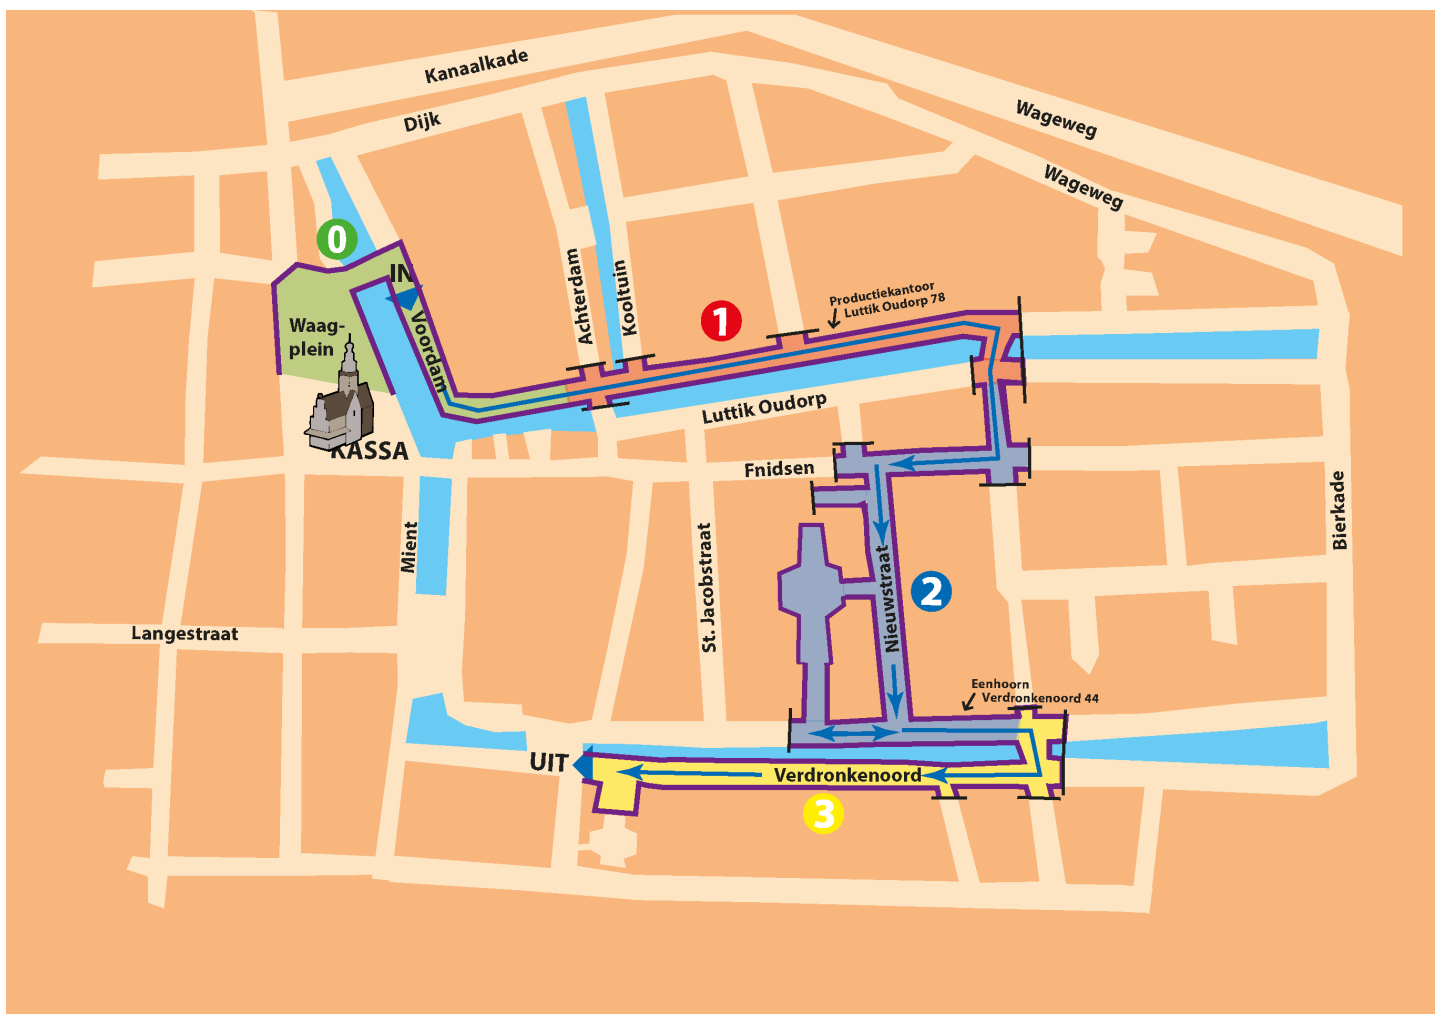 Kanaalkade
Dijk
Wageweg
Wageweg
0
IN
Waag-
plein
Voordam
KASSA
Achterdam
Kooltuin
1
Productiekantoor
Luttik Oudorp 78
Luttik Oudorp
Fnidsen
Mient
St. Jacobstraat
Nieuwstraat
2
Bierkade
Langestraat
Eenhoorn
Verdronkenoord 44
UIT
Verdronkenoord
3